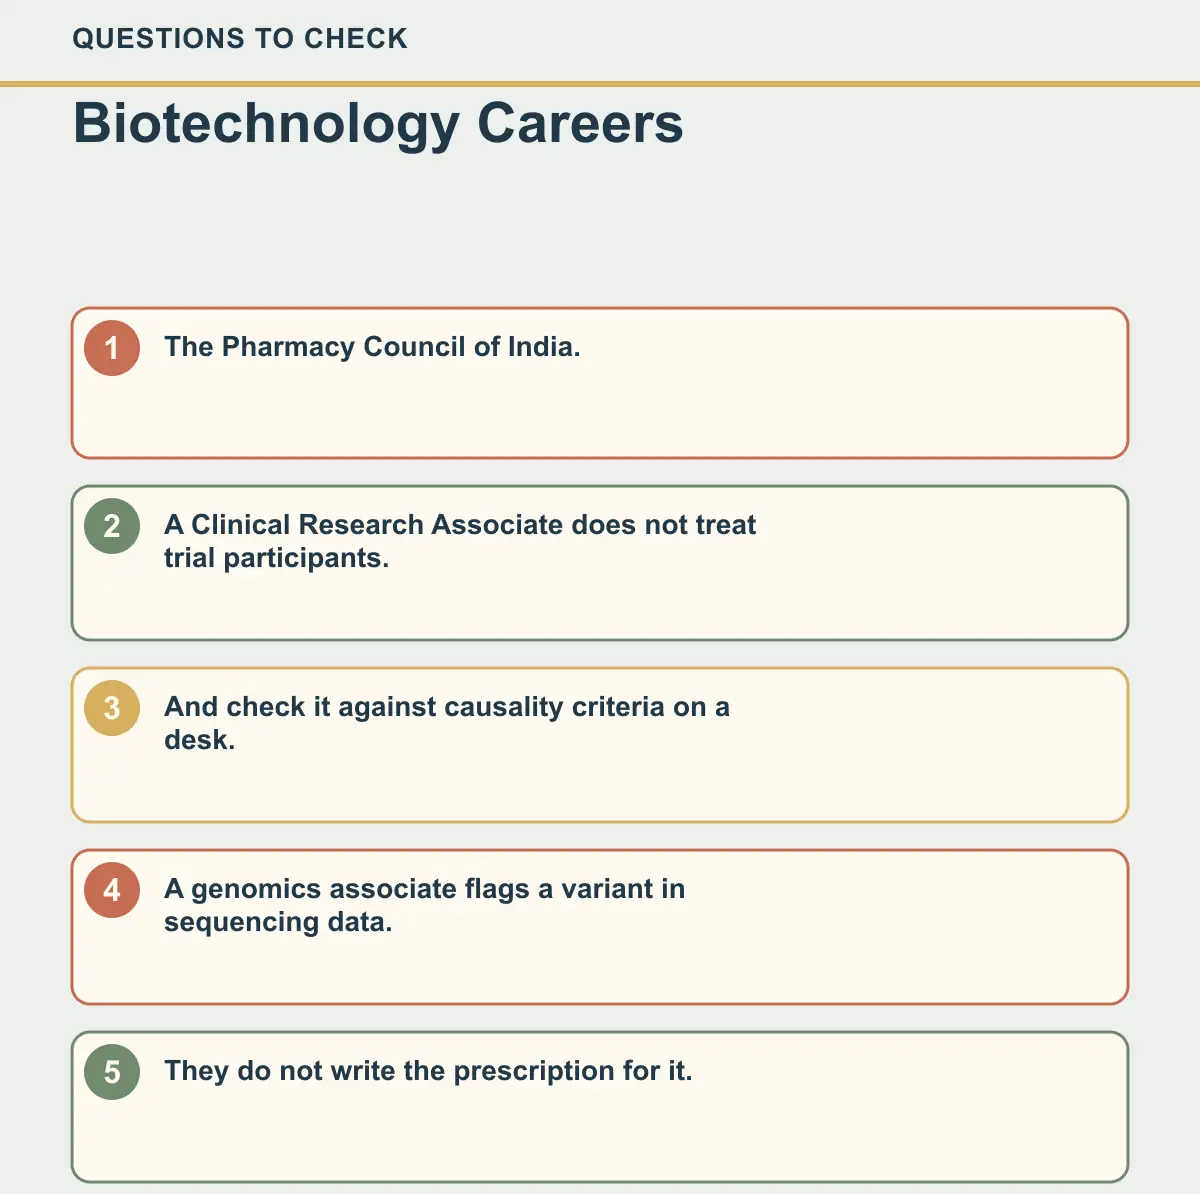 QUESTIONS TO CHECK
Biotechnology Careers
1
The Pharmacy Council of India.
2
A Clinical Research Associate does not treat
trial participants.
3
And check it against causality criteria on a
desk.
4
A genomics associate flags a variant in
sequencing data.
5
They do not write the prescription for it.